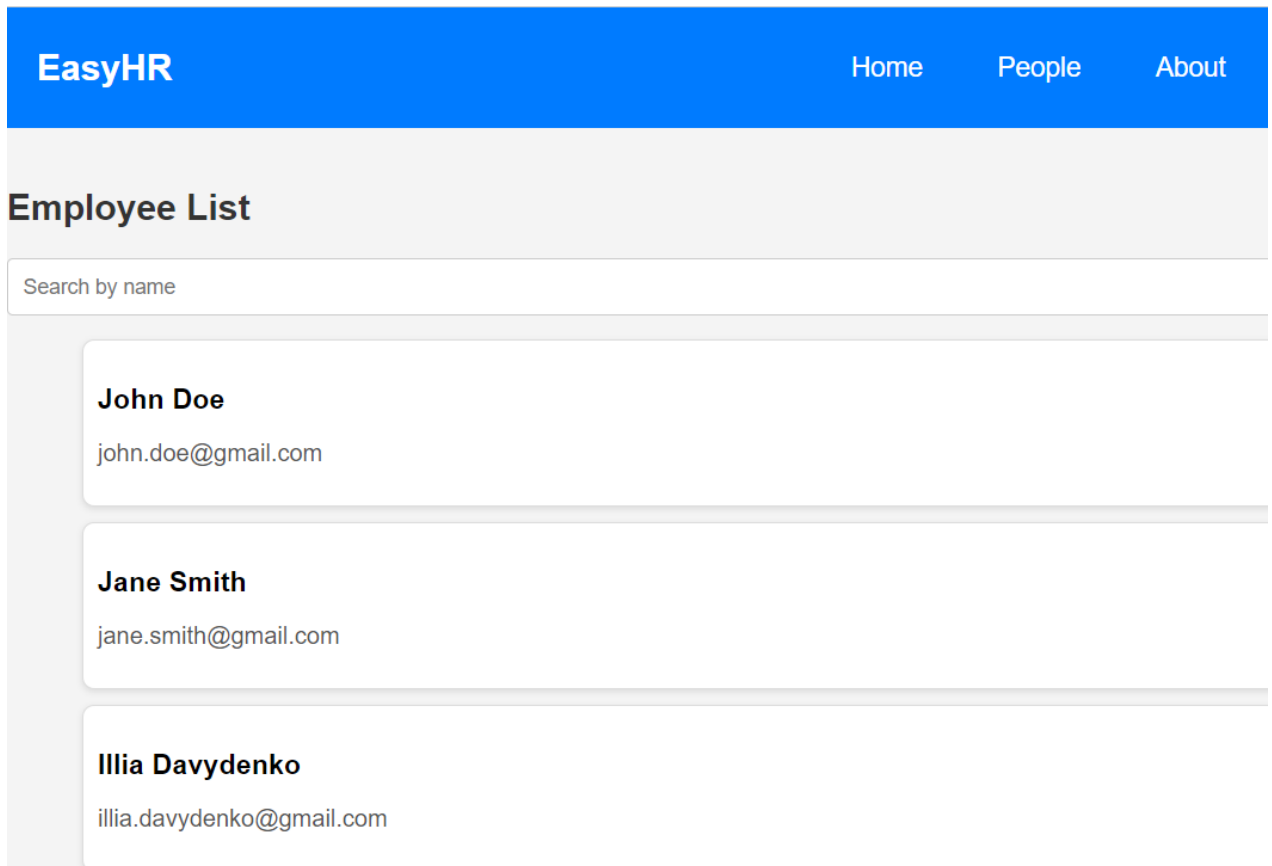 EasyHR Home People About
Employee List
Search by name
John Doe
john.doe@gmail.com
Jane Smith
jane.smith@gmail.com
Illia Davydenko
illia.davydenko@gmail.com